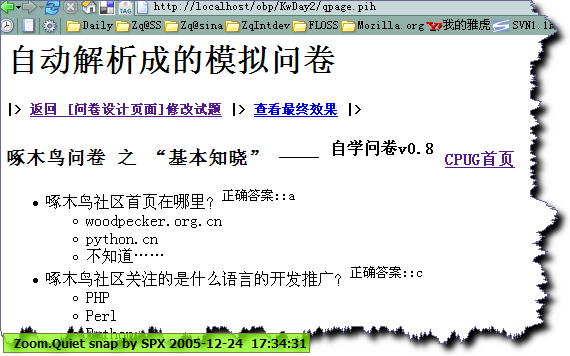 http://localhost/obp/KwDay2/qpage.pih
Daily Zq@SS Zq@sina ZqIntdev FLOSS Mozilla.org 我的雅虎
自动解析成的模拟问卷
|> 返回 [问卷设计页面]修改试题 |> 查看最终效果 |>
啄木鸟问卷 之 “基本知晓” —— 自学问卷v0.8 CPUG首页
啄木鸟社区首页在哪里? 正确答案::a
woodpecker.org.cn
python.cn
不知道……
啄木鸟社区关注的是什么语言的开发推广? 正确答案::c
PHP
Perl
Zoom.Quiet snap by SPX 2005-12-24 17:34:31